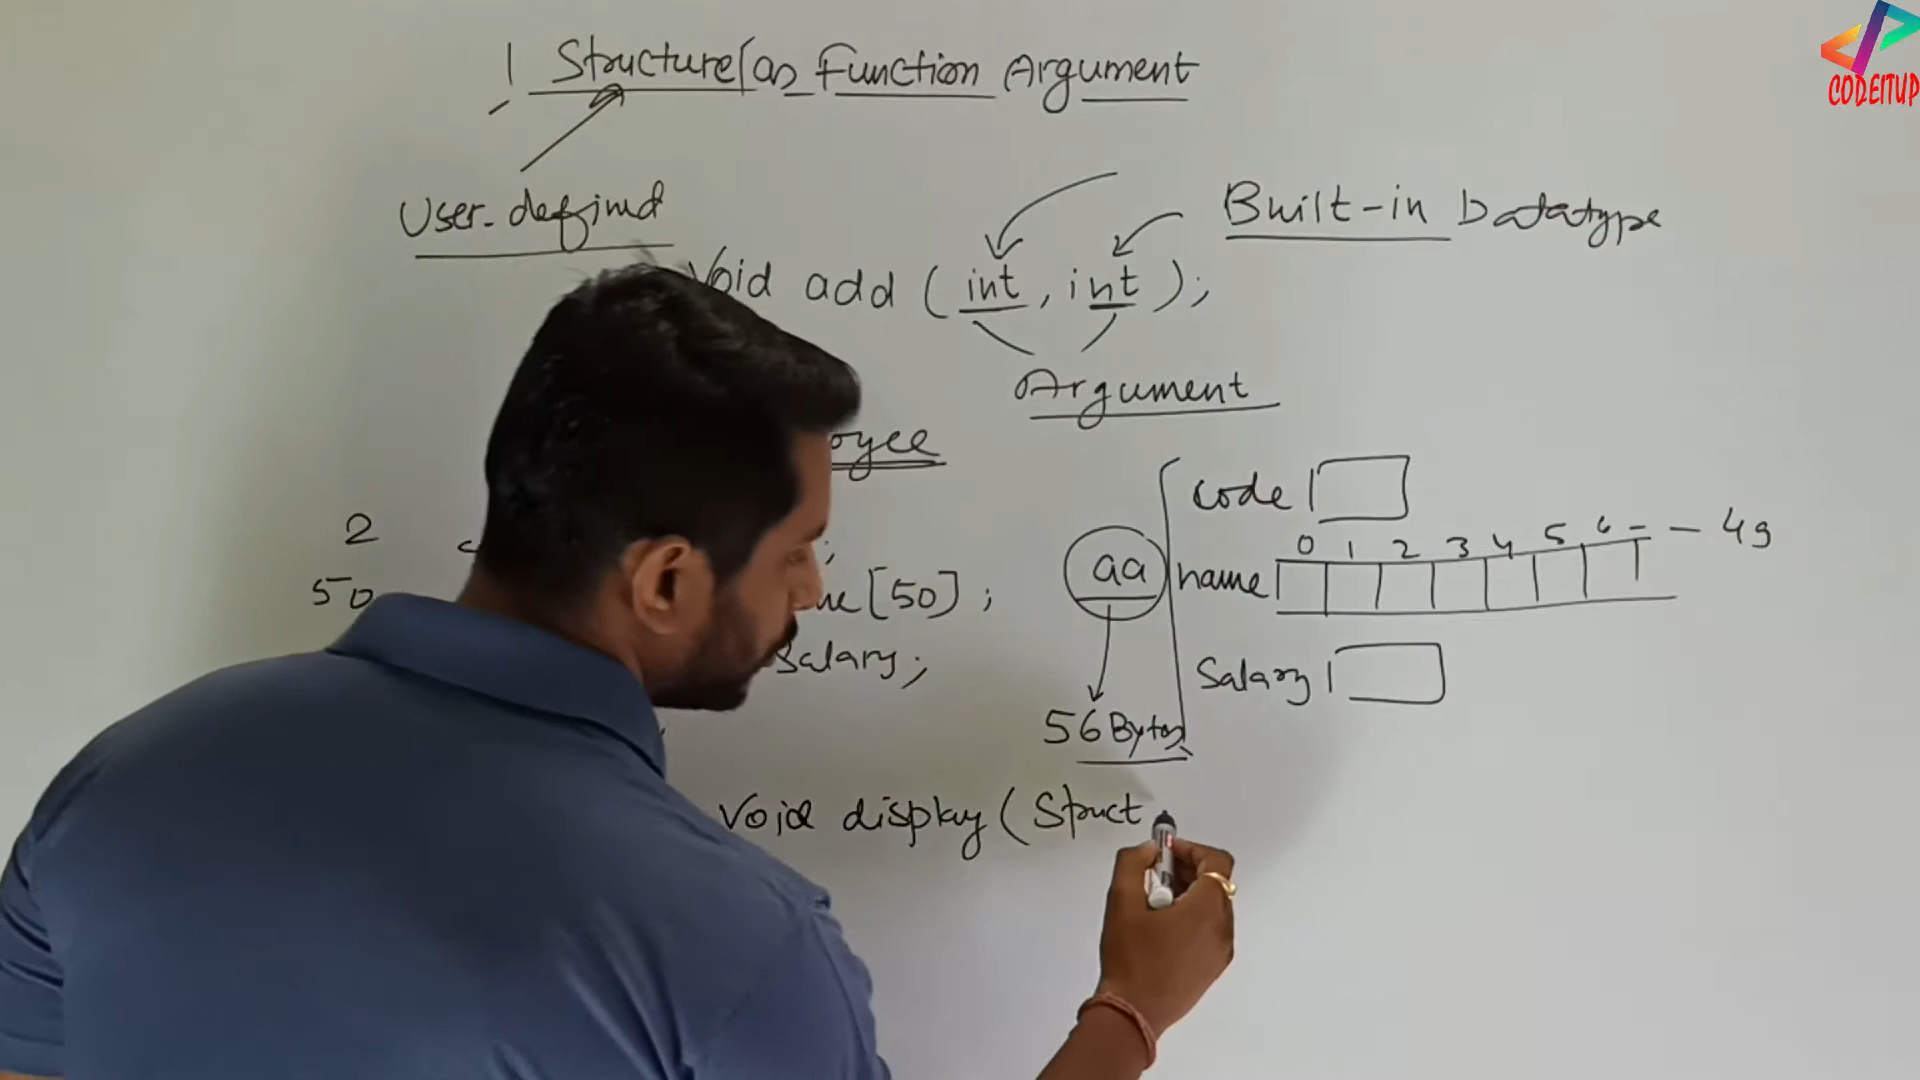 Structure as Function Argument
User-defined
Built-in Datatype
Void add (int, int);
Argument
2
50
[50];
Salary;
aa
56 Bytes
code
0 1 2 3 4 5 6 - - 49
name
Salary
Void display (Struct
CODEITUP